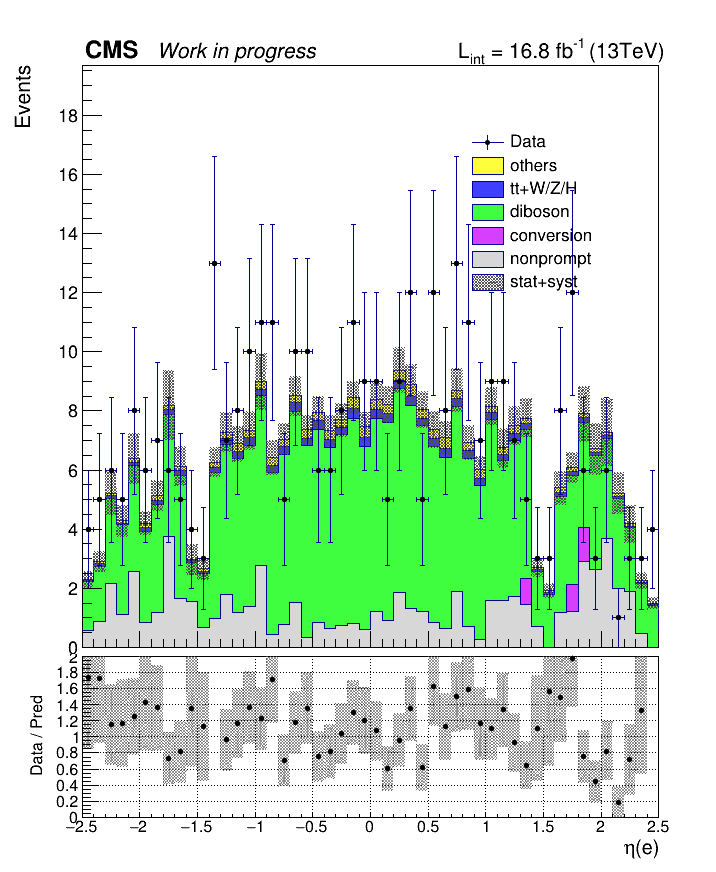 CMS Work in progress L_int = 16.8 fb^-1 (13TeV)
Events
18
16
14
12
10
8
6
4
2
0
Data
others
tt+W/Z/H
diboson
conversion
nonprompt
stat+syst
Data / Pred
2
1.8
1.6
1.4
1.2
1
0.8
0.6
0.4
0.2
0
−2.5 −2 −1.5 −1 −0.5 0 0.5 1 1.5 2 2.5
η(e)